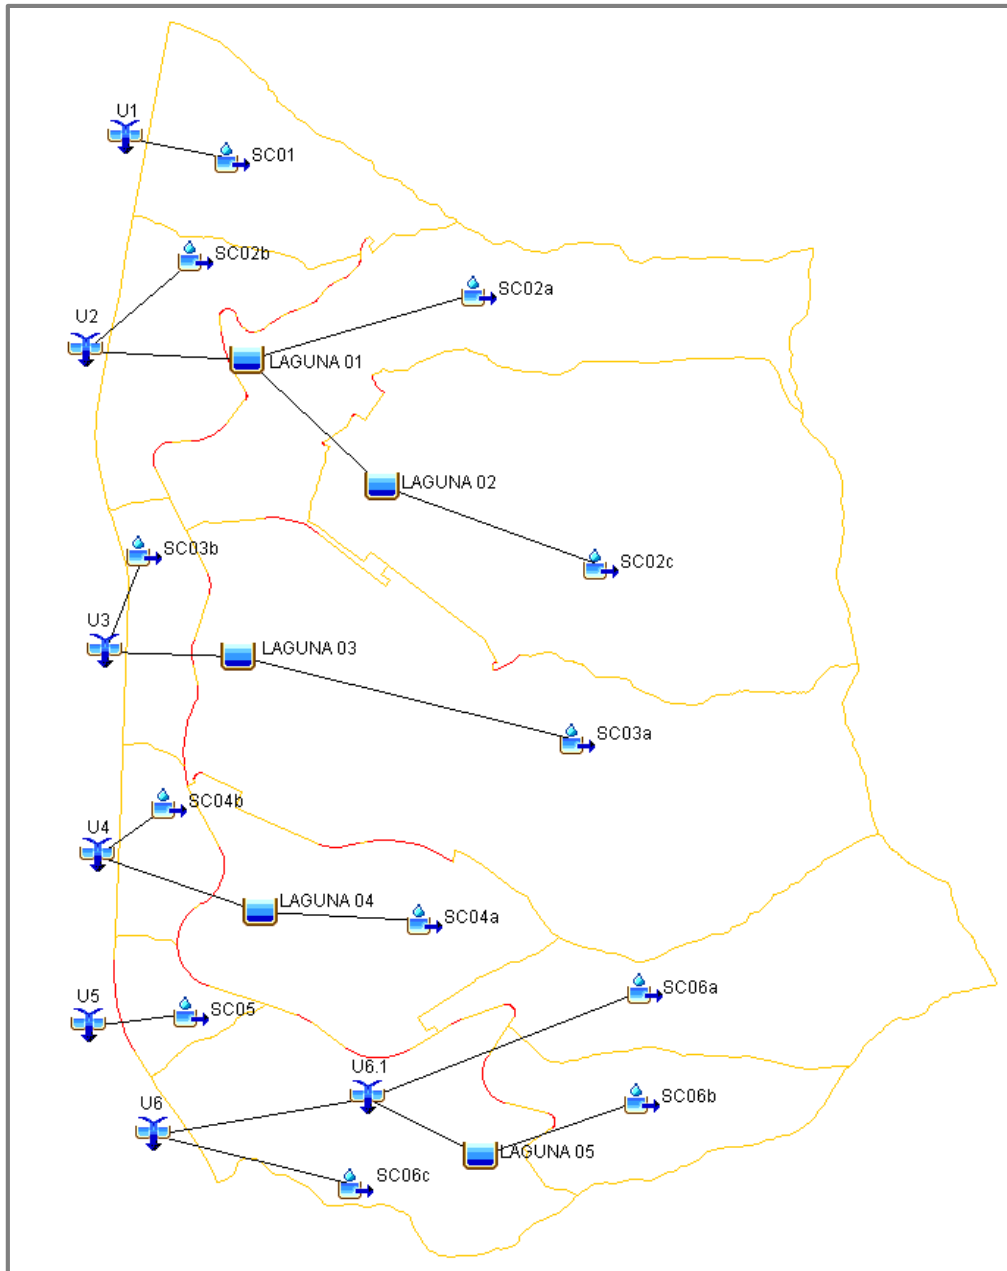 U1
SC01
SC02b
SC02a
U2
LAGUNA 01
LAGUNA 02
SC03b
SC02c
U3
LAGUNA 03
SC03a
SC04b
U4
LAGUNA 04
SC04a
SC06a
U5
SC05
U6.1
SC06b
U6
LAGUNA 05
SC06c